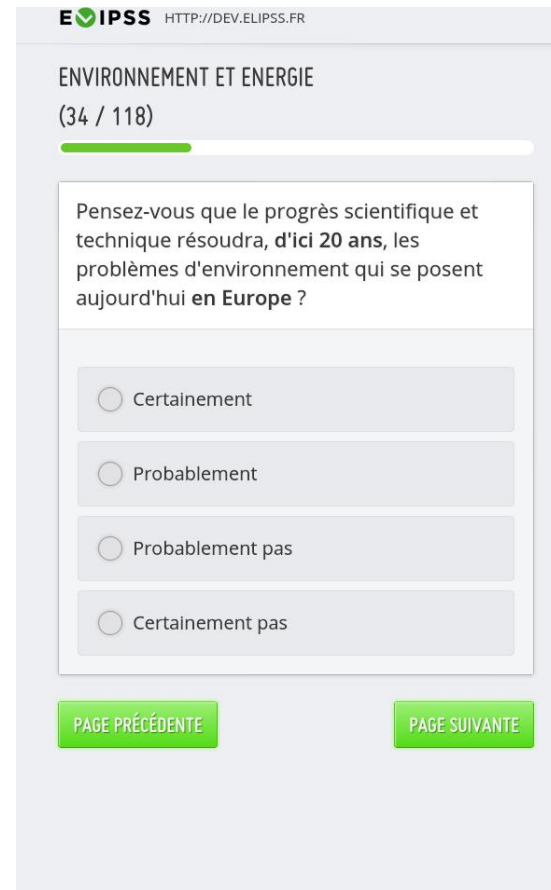 ELIPSS HTTP://DEV.ELIPSS.FR
ENVIRONNEMENT ET ENERGIE
(34 / 118)
Pensez-vous que le progrès scientifique et
technique résoudra, d'ici 20 ans, les
problèmes d'environnement qui se posent
aujourd'hui en Europe ?
Certainement
Probablement
Probablement pas
Certainement pas
PAGE PRÉCÉDENTE
PAGE SUIVANTE